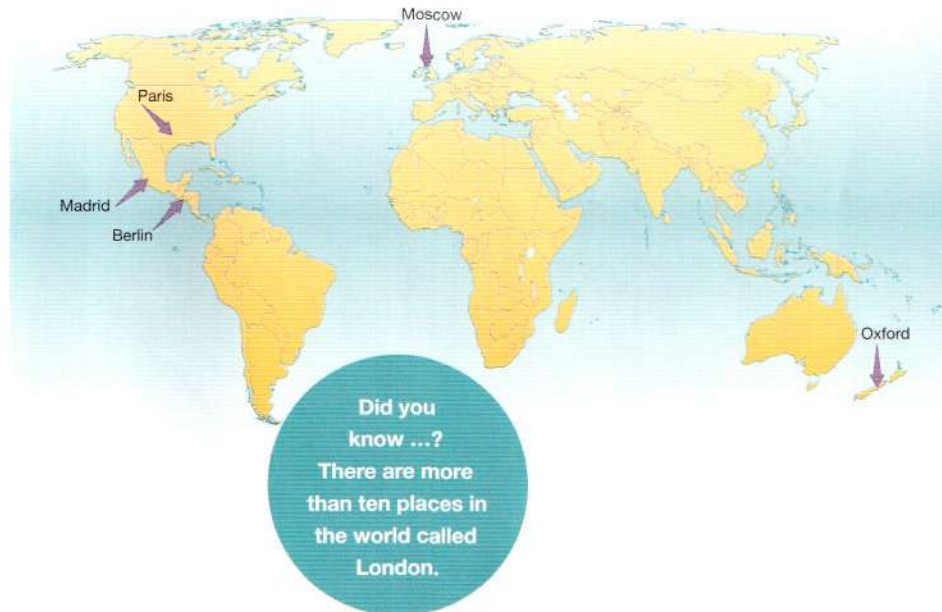 Moscow
Paris
Madrid
Berlin
Oxford
Did you
know ...?
There are more
than ten places in
the world called
London.